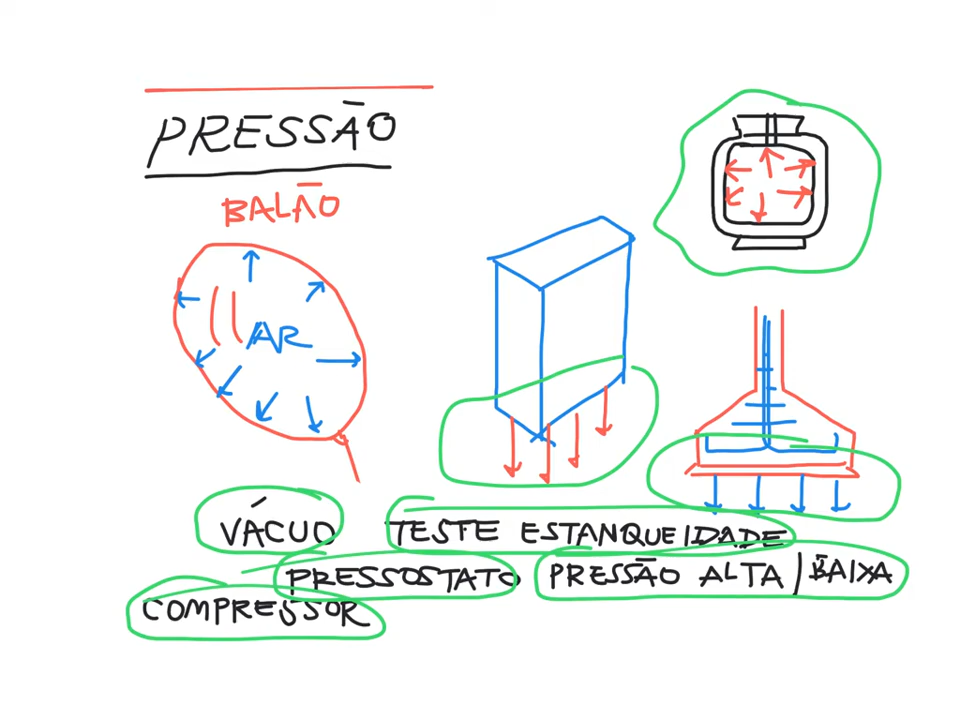 PRESSÃO
BALÃO
AR
VÁCUO TESTE ESTANQUEIDADE
PRESSOSTATO PRESSÃO ALTA/BAIXA
COMPRESSOR